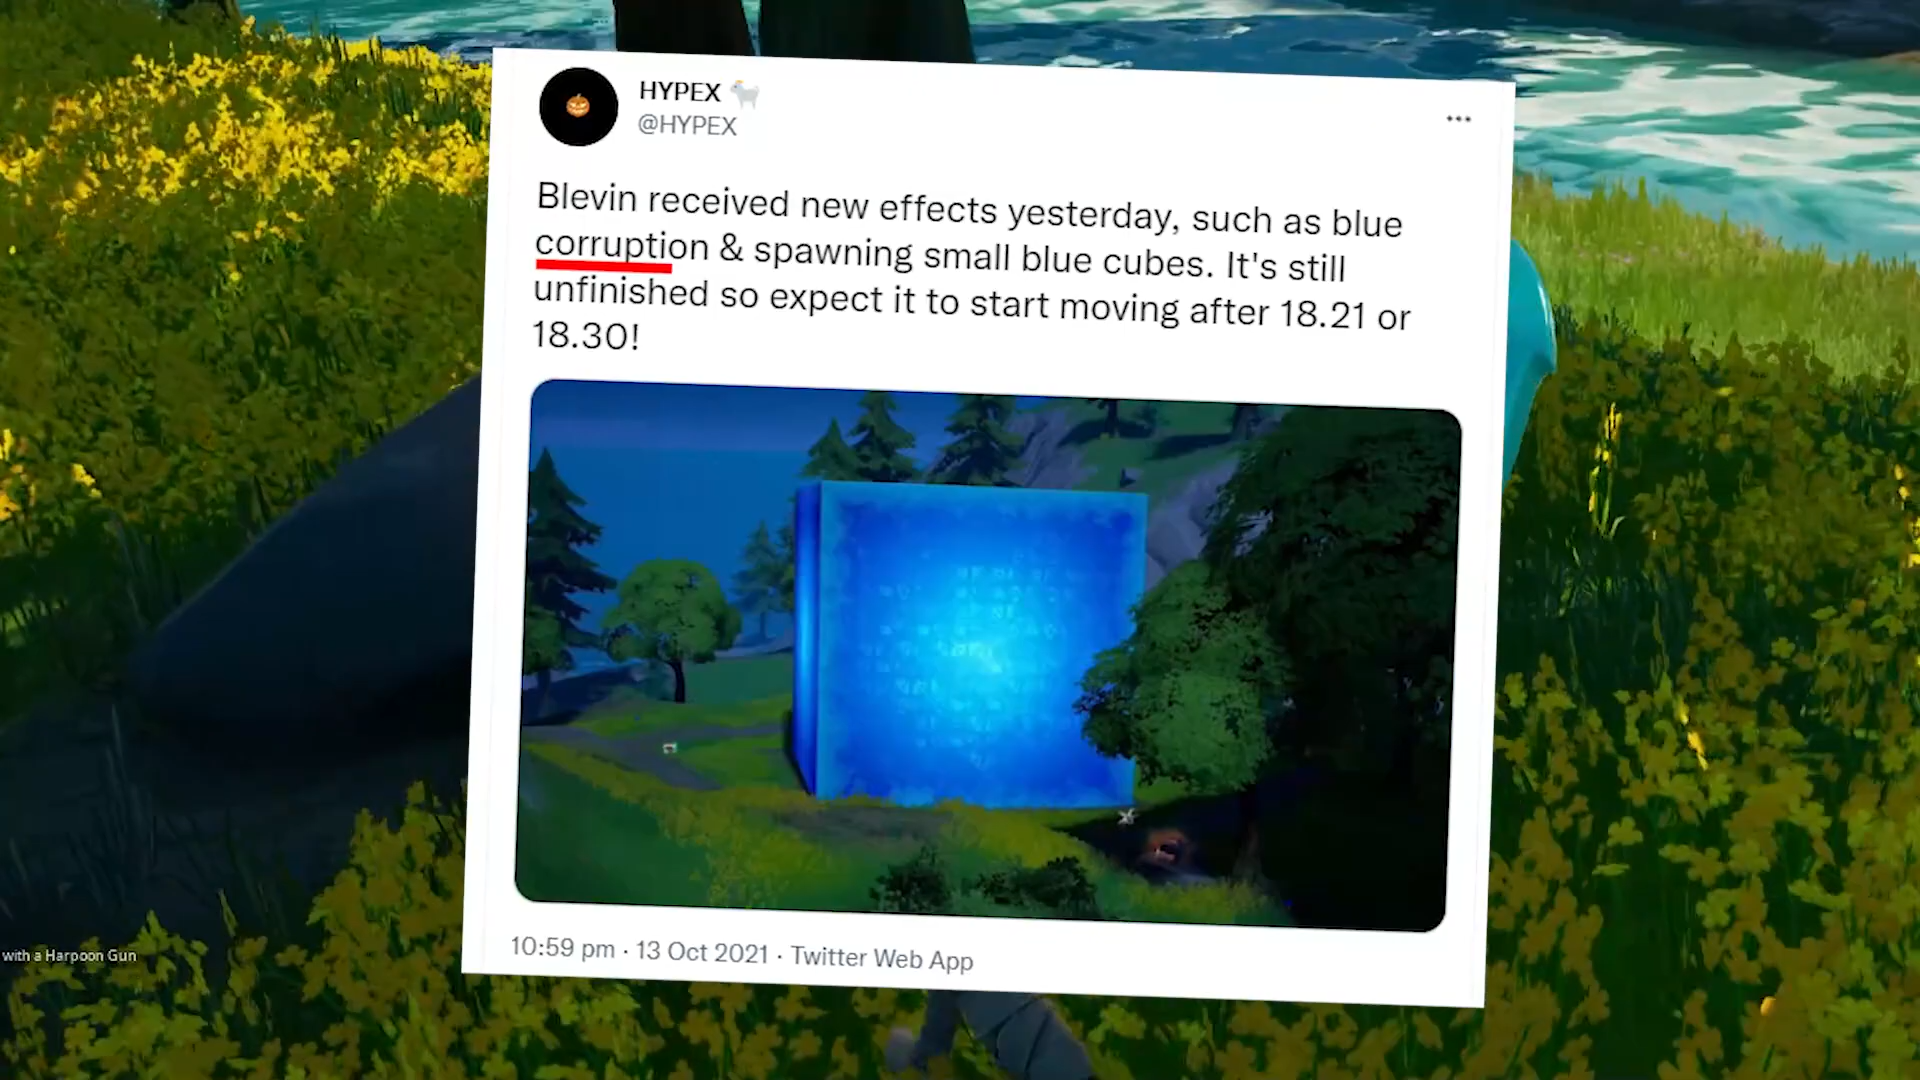 HYPEX 🐐
@HYPEX
Blevin received new effects yesterday, such as blue
corruption & spawning small blue cubes. It's still
unfinished so expect it to start moving after 18.21 or
18.30!
10:59 pm · 13 Oct 2021 · Twitter Web App
with a Harpoon Gun